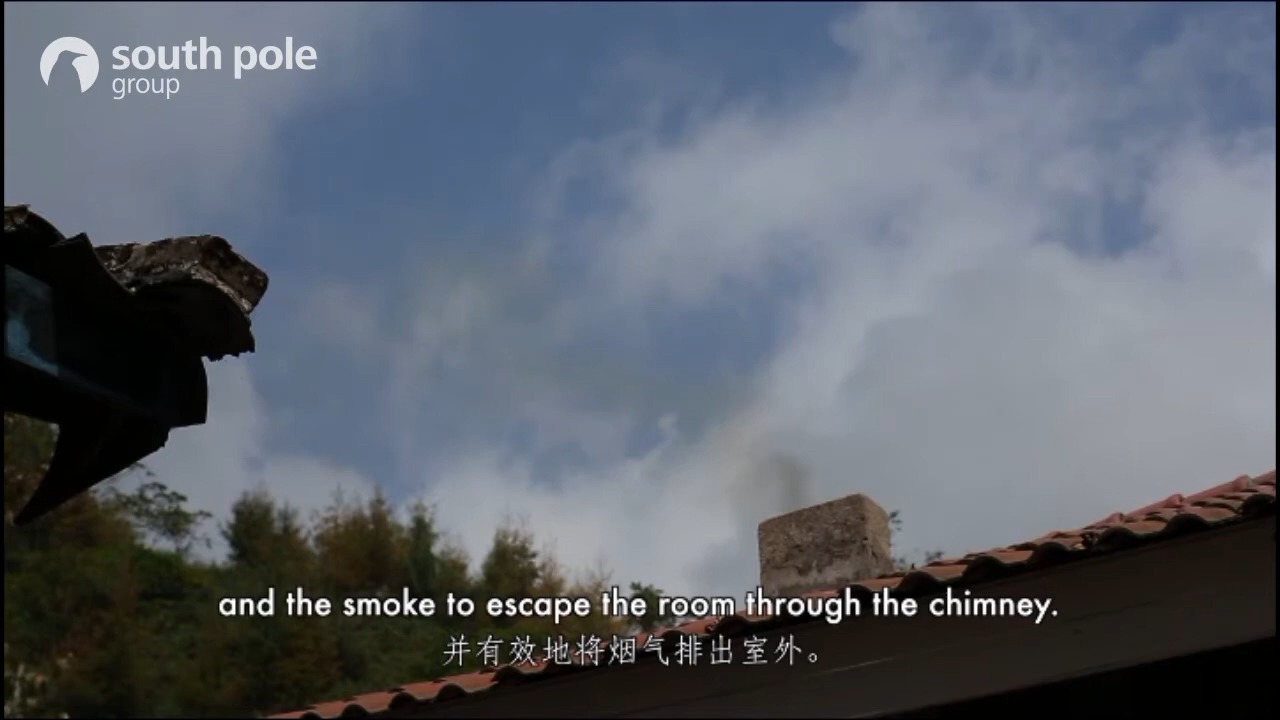 south pole
group
and the smoke to escape the room through the chimney.
并有效地将烟气排出室外。